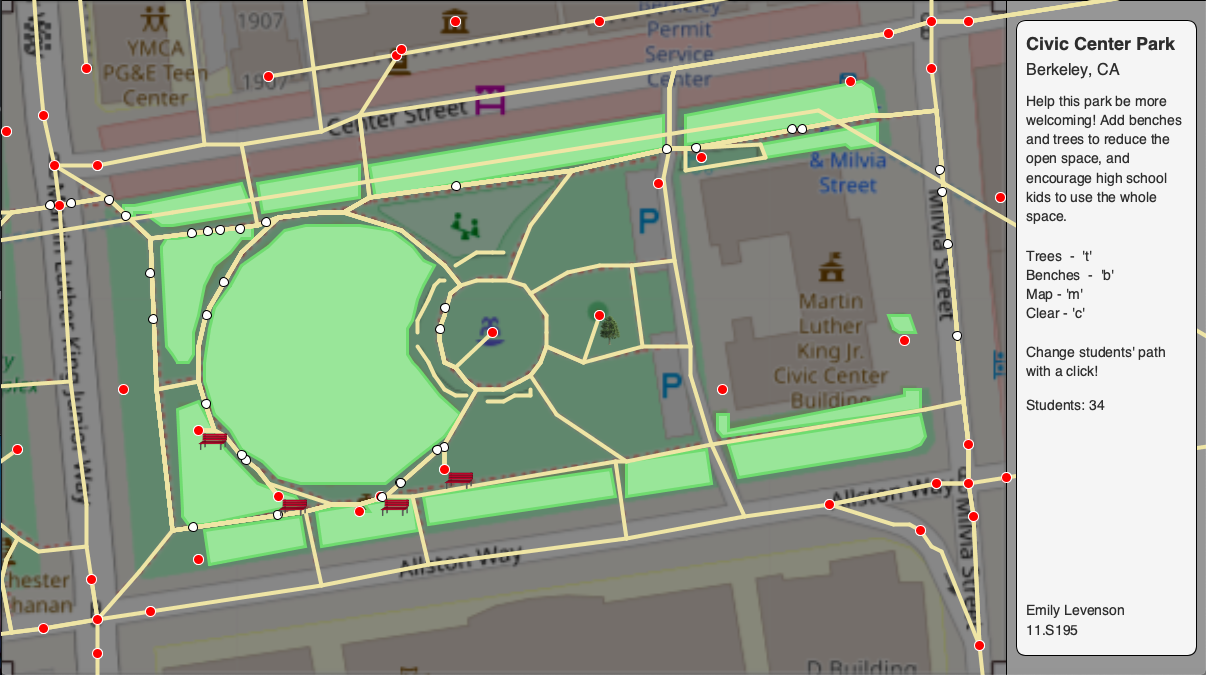 1907
YMCA
PG&E Teen
Center
1907
Permit
Service
Center
Center Street
& Milvia
Street
P
Milvia Street
Martin Luther King Junior Way
Martin
Luther
King Jr.
Civic Center
Building
P
Allston Way
Allston Way
Milvia Street
D Building
Civic Center Park
Berkeley, CA
Help this park be more
welcoming! Add benches
and trees to reduce the
open space, and
encourage high school
kids to use the whole
space.
Trees - 't'
Benches - 'b'
Map - 'm'
Clear - 'c'
Change students' path
with a click!
Students: 34
Emily Levenson
11.S195